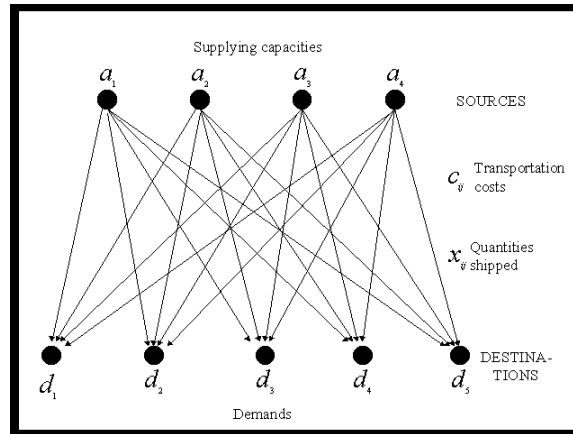 Supplying capacities
a₁ a₂ a₃ a₄
SOURCES
cᵢⱼ Transportation
costs
xᵢⱼ Quantities
shipped
d₁ d₂ d₃ d₄ d₅
DESTINA-
TIONS
Demands